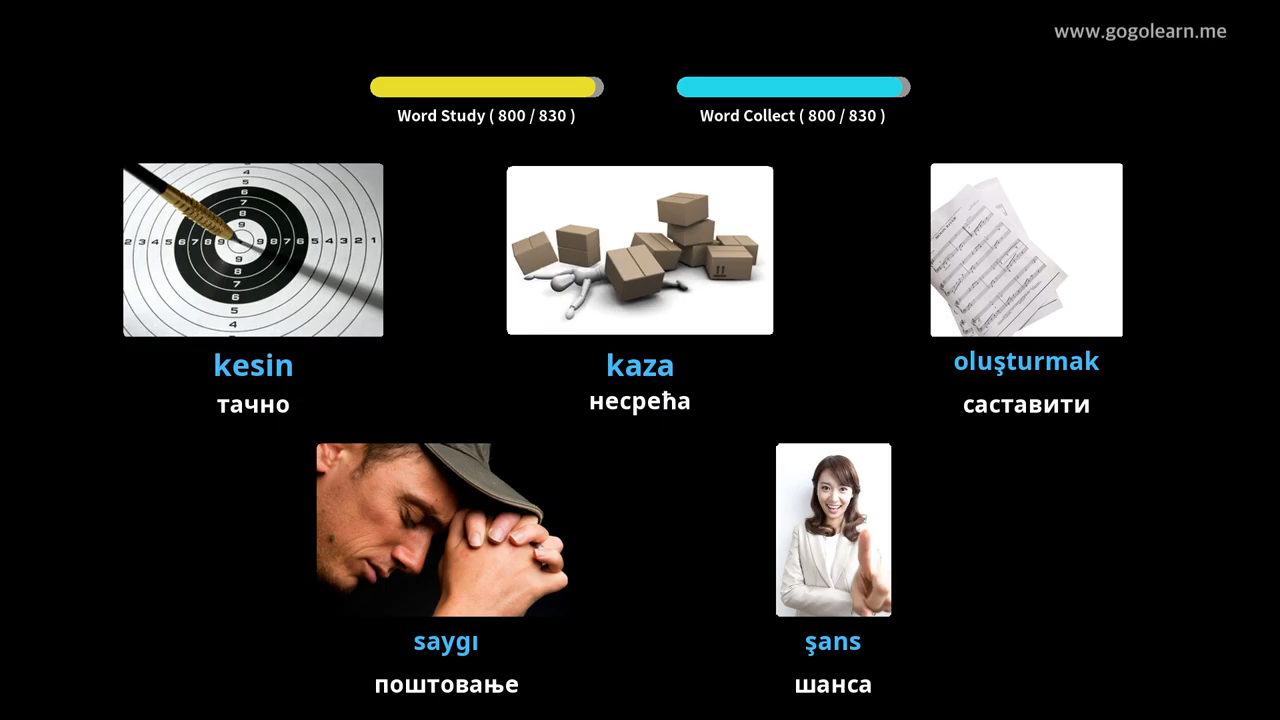 www.gogolearn.me
Word Study ( 800 / 830 )
Word Collect ( 800 / 830 )
kesin
тачно
kaza
несрећа
oluşturmak
саставити
saygı
поштовање
şans
шанса